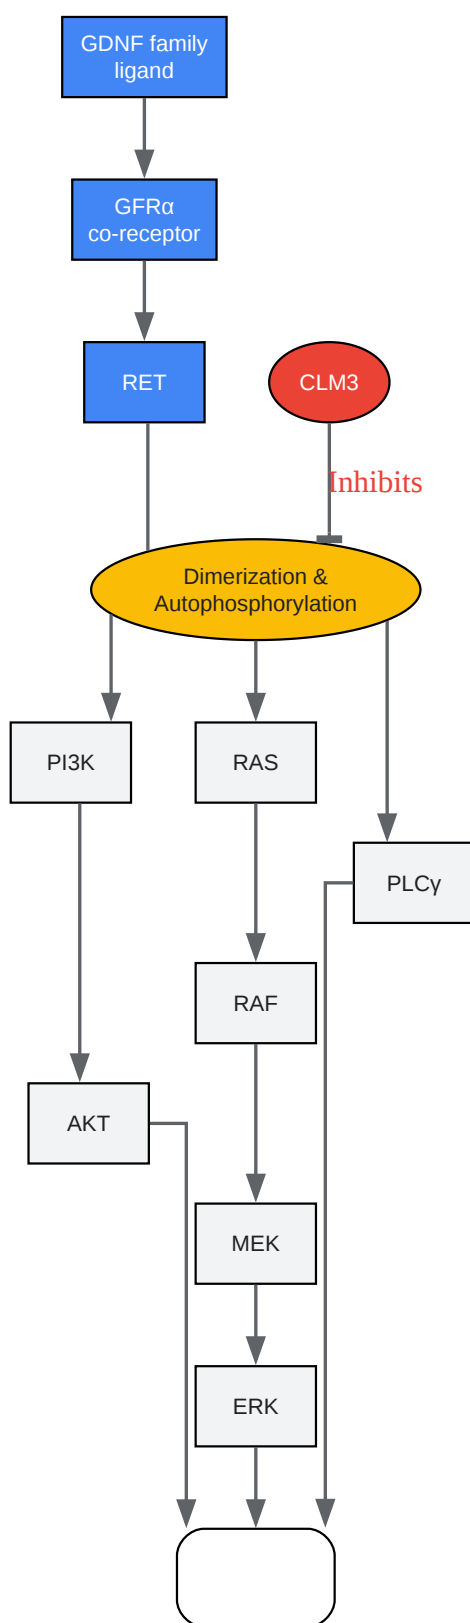 GDNF family
ligand
GFRα
co-receptor
RET
CLM3
Inhibits
Dimerization &
Autophosphorylation
PI3K
RAS
PLCγ
RAF
AKT
MEK
ERK